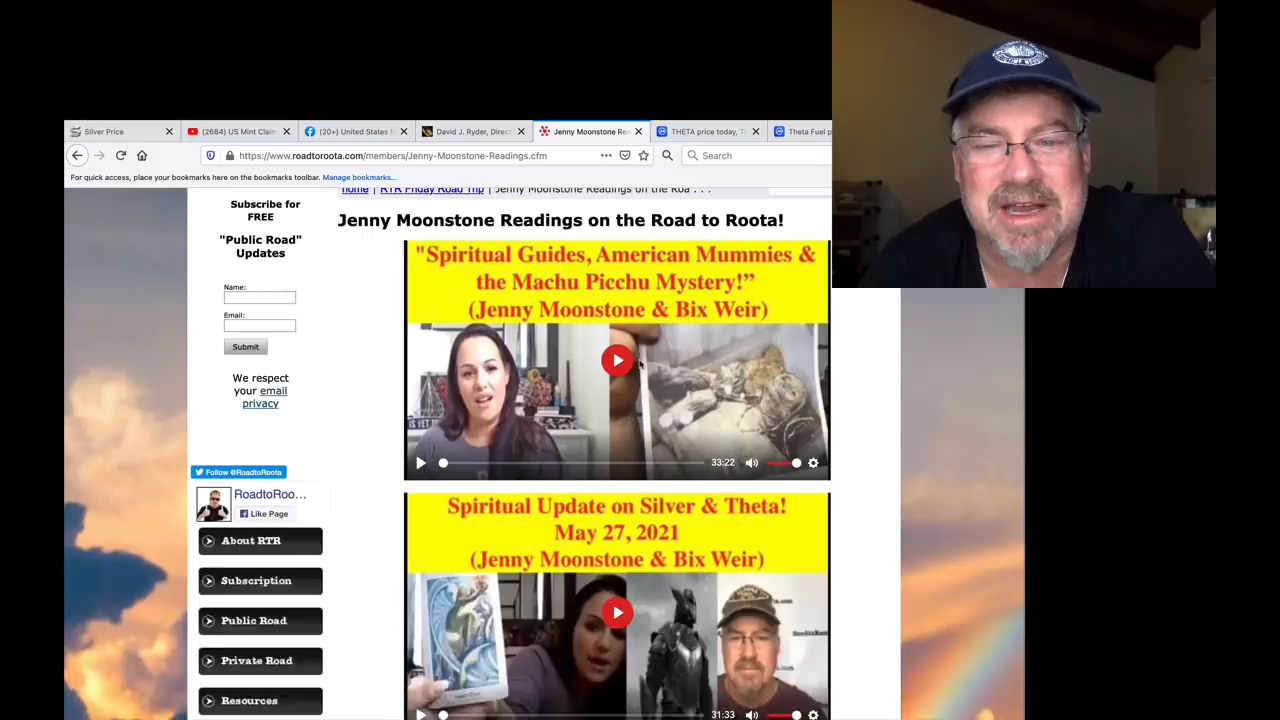 Silver Price
(2684) US Mint Claim
(20+) United States M
David J. Ryder, Direct
Jenny Moonstone Rea
THETA price today, T
Theta Fuel p
https://www.roadtoroota.com/members/Jenny-Moonstone-Readings.cfm
Search
For quick access, place your bookmarks here on the bookmarks toolbar. Manage bookmarks...
home | RTR Friday Road Trip | Jenny Moonstone Readings on the Roa . . .
Subscribe for
FREE
"Public Road"
Updates
Name:
Email:
Submit
We respect
your email
privacy
Follow @RoadtoRoota
RoadtoRoo...
Like Page
About RTR
Subscription
Public Road
Private Road
Resources
Jenny Moonstone Readings on the Road to Roota!
"Spiritual Guides, American Mummies &
the Machu Picchu Mystery!”
(Jenny Moonstone & Bix Weir)
33:22
Spiritual Update on Silver & Theta!
May 27, 2021
(Jenny Moonstone & Bix Weir)
31:33